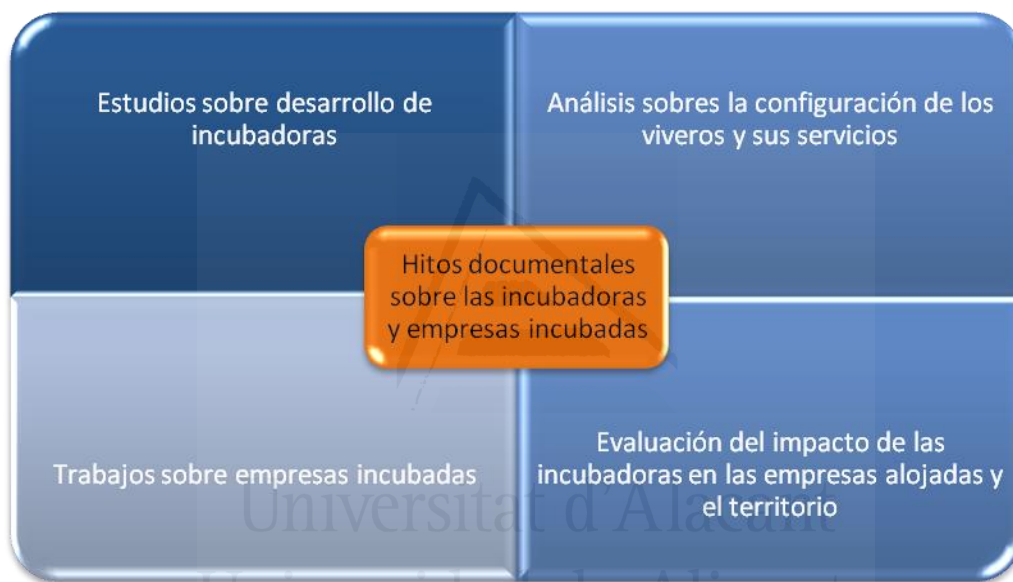 Estudios sobre desarrollo de
incubadoras
Análisis sobres la configuración de los
viveros y sus servicios
Hitos documentales
sobre las incubadoras
y empresas incubadas
Trabajos sobre empresas incubadas
Evaluación del impacto de las
incubadoras en las empresas alojadas y
el territorio
Universitat d'Alacant